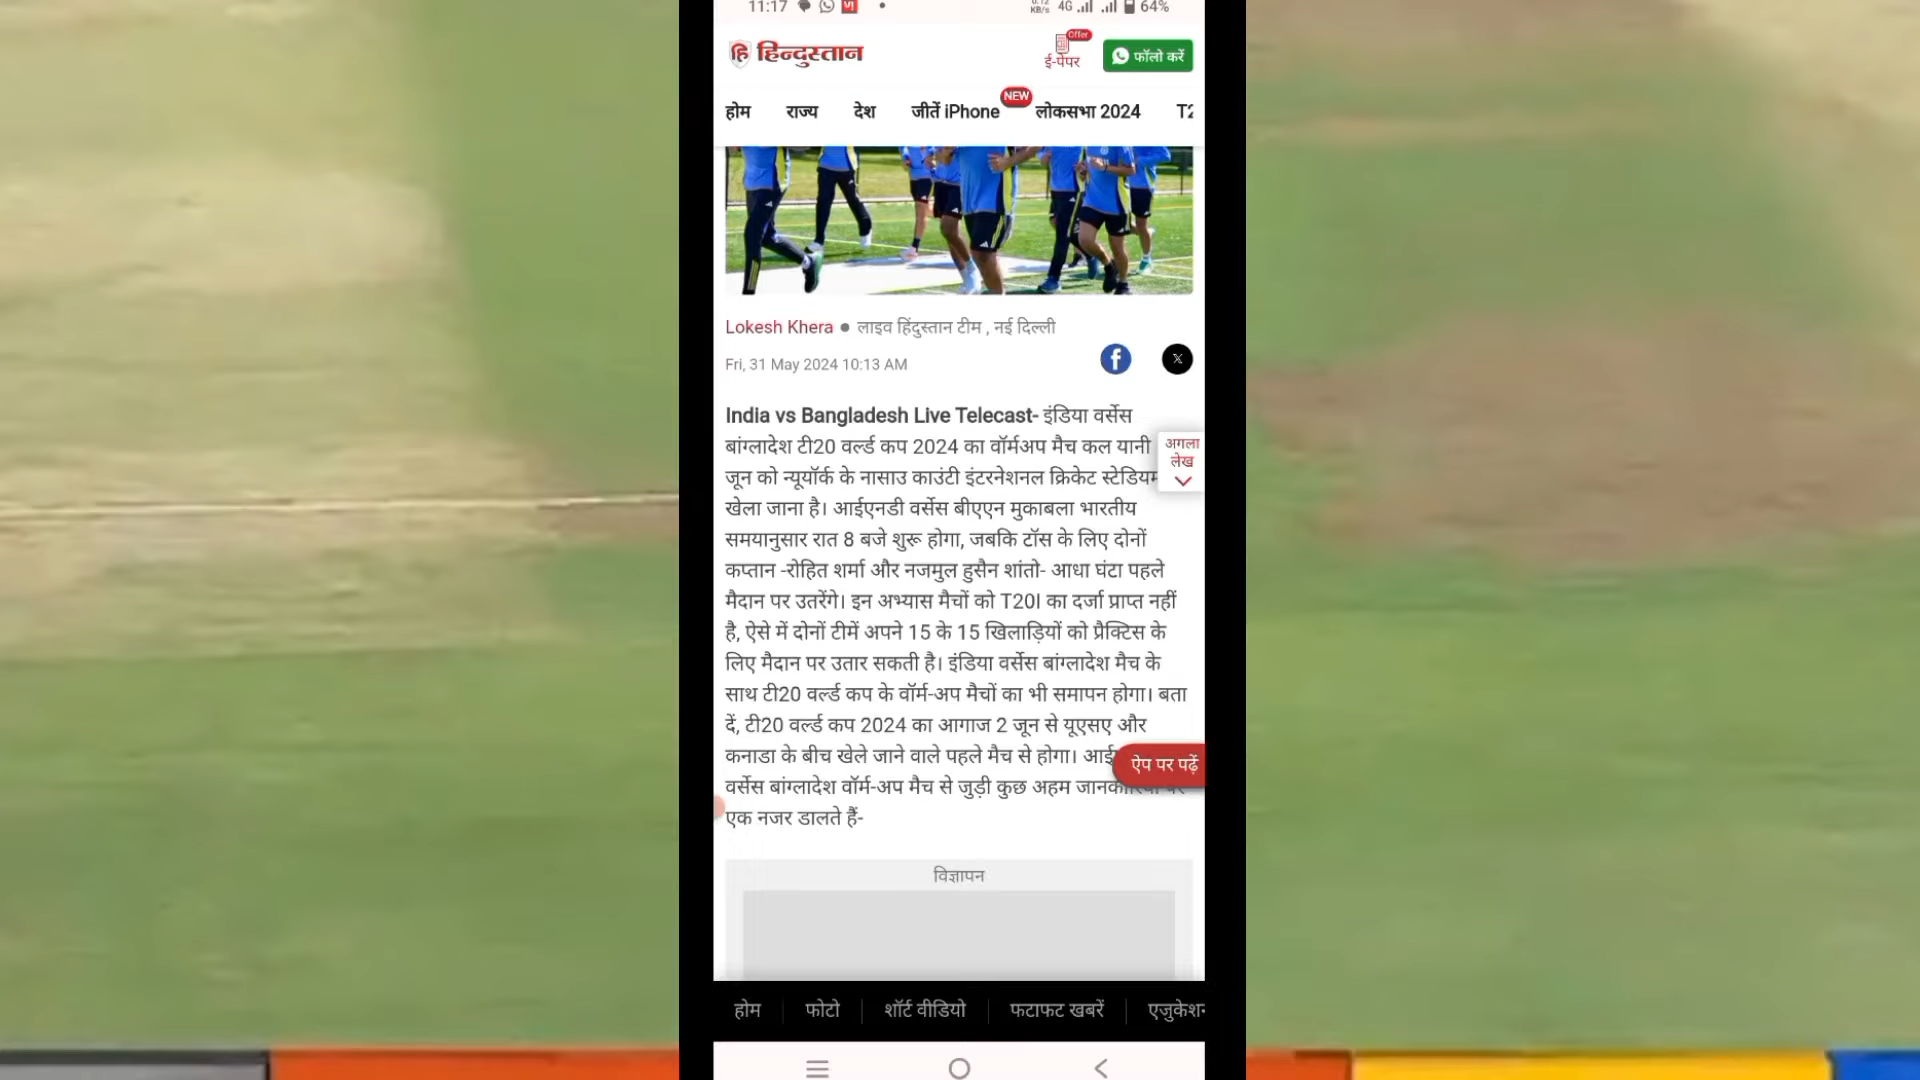 11:17
0.12 KB/s 4G 64%
हिन्दुस्तान
Offer
ई-पेपर
फॉलो करें
होम राज्य देश जीतें iPhone NEW लोकसभा 2024
Lokesh Khera ● लाइव हिंदुस्तान टीम , नई दिल्ली
Fri, 31 May 2024 10:13 AM
India vs Bangladesh Live Telecast- इंडिया वर्सेस
बांग्लादेश टी20 वर्ल्ड कप 2024 का वॉर्मअप मैच कल यानी
अगला
लेख
जून को न्यूयॉर्क के नासाउ काउंटी इंटरनेशनल क्रिकेट स्टेडियम
खेला जाना है। आईएनडी वर्सेस बीएएन मुकाबला भारतीय
समयानुसार रात 8 बजे शुरू होगा, जबकि टॉस के लिए दोनों
कप्तान -रोहित शर्मा और नजमुल हुसैन शांतो- आधा घंटा पहले
मैदान पर उतरेंगे। इन अभ्यास मैचों को T20I का दर्जा प्राप्त नहीं
है, ऐसे में दोनों टीमें अपने 15 के 15 खिलाड़ियों को प्रैक्टिस के
लिए मैदान पर उतार सकती है। इंडिया वर्सेस बांग्लादेश मैच के
साथ टी20 वर्ल्ड कप के वॉर्म-अप मैचों का भी समापन होगा। बता
दें, टी20 वर्ल्ड कप 2024 का आगाज 2 जून से यूएसए और
कनाडा के बीच खेले जाने वाले पहले मैच से होगा।
ऐप पर पढ़ें
वर्सेस बांग्लादेश वॉर्म-अप मैच से जुड़ी कुछ अहम
एक नजर डालते हैं-
विज्ञापन
होम फोटो शॉर्ट वीडियो फटाफट खबरें